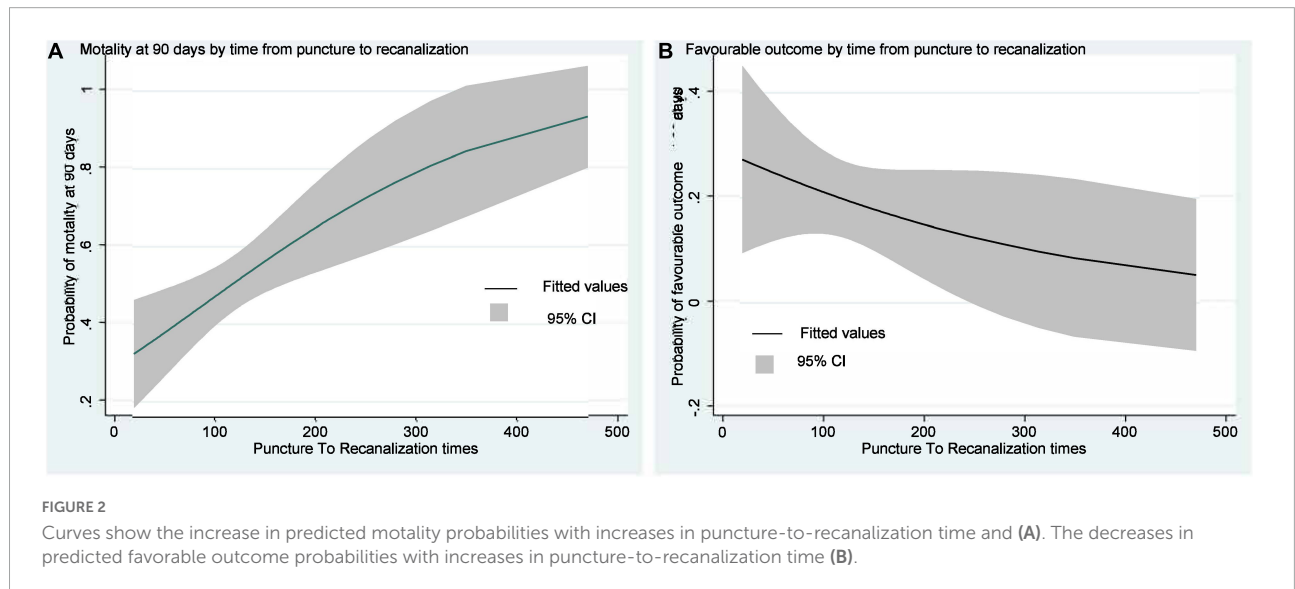 A Motality at 90 days by time from puncture to recanalization
Probability of motality at 90 days
1
.8
.6
.4
.2
0 100 200 300 400 500
Puncture To Recanalization times
Fitted values
95% CI
B Favourable outcome by time from puncture to recanalization
Probability of favourable outcome days
.4
.2
0
-.2
0 100 200 300 400 500
Puncture To Recanalization times
Fitted values
95% CI
FIGURE 2
Curves show the increase in predicted motality probabilities with increases in puncture-to-recanalization time and (A). The decreases in
predicted favorable outcome probabilities with increases in puncture-to-recanalization time (B).